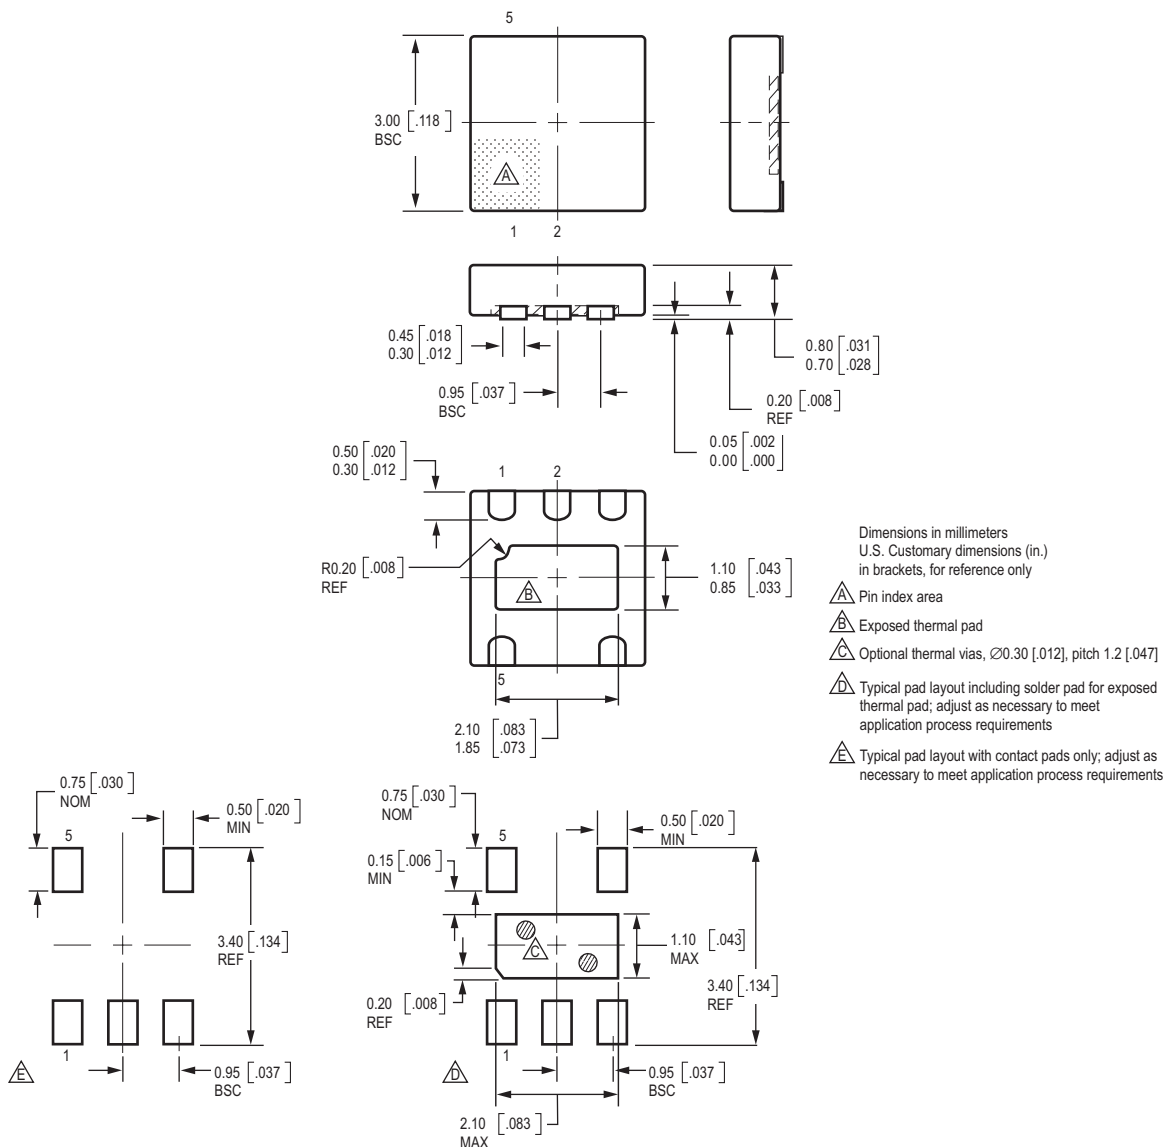 5
3.00 [.118]
BSC
A
1 2
0.45 [.018
0.30 .012]
0.95 [.037]
BSC
0.80 [.031
0.70 .028]
0.20 [.008]
REF
0.05 [.002
0.00 .000]
0.50 [.020
0.30 .012]
1 2
R0.20 [.008]
REF
B
1.10 [.043
0.85 .033]
5
2.10 [.083
1.85 .073]
Dimensions in millimeters
U.S. Customary dimensions (in.)
in brackets, for reference only
A Pin index area
B Exposed thermal pad
C Optional thermal vias, Ø0.30 [.012], pitch 1.2 [.047]
D Typical pad layout including solder pad for exposed
thermal pad; adjust as necessary to meet
application process requirements
E Typical pad layout with contact pads only; adjust as
necessary to meet application process requirements
0.75 [.030]
NOM
0.50 [.020]
MIN
5
3.40 [.134]
REF
1
E
0.95 [.037]
BSC
0.75 [.030]
NOM
5
0.50 [.020]
MIN
0.15 [.006]
MIN
C
1.10 [.043]
MAX
3.40 [.134]
REF
0.20 [.008]
REF
1
D
0.95 [.037]
BSC
2.10 [.083]
MAX